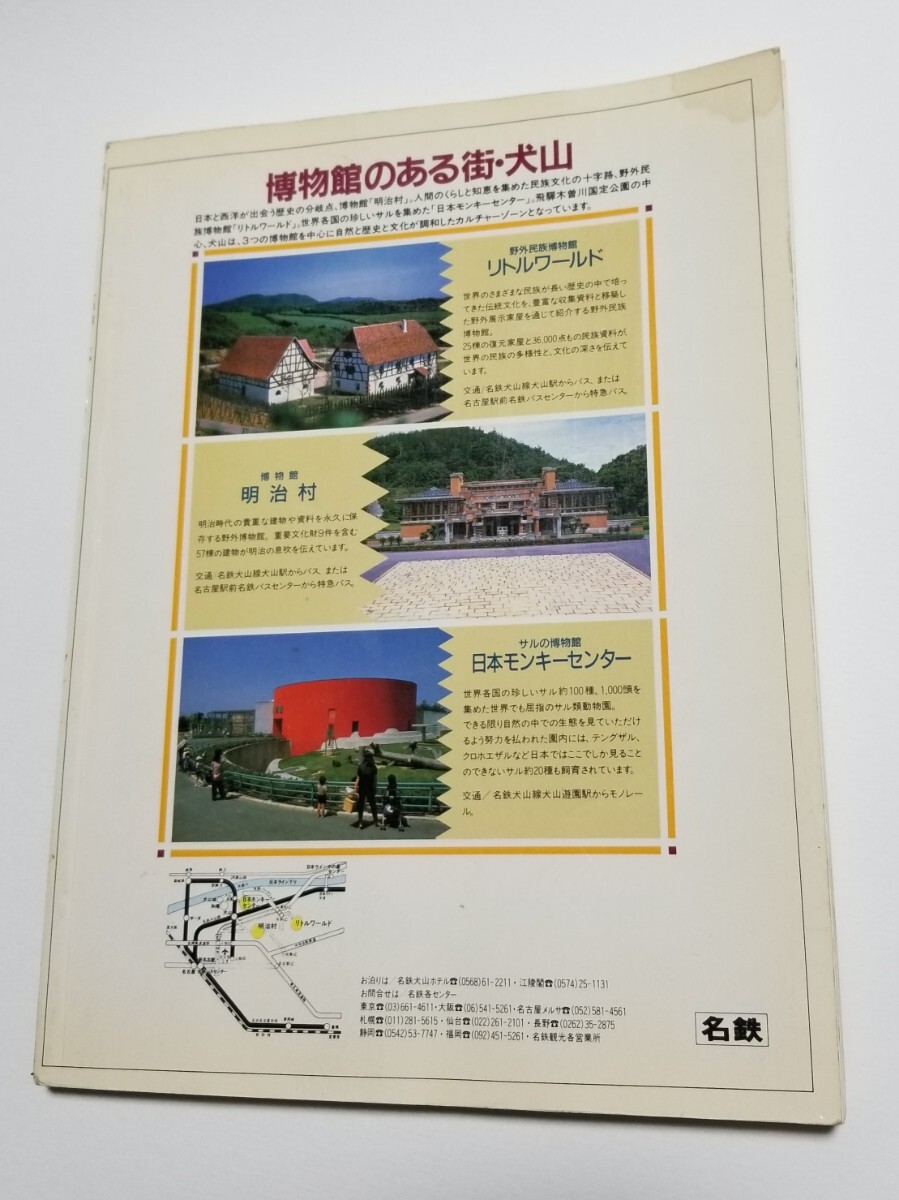 博物館のある街・犬山
日本と西洋が出会う歴史の分岐点、博物館「明治村」。人間のくらしと知恵を集めた民族文化の十字路、野外民
族博物館「リトルワールド」。世界各国の珍しいサルを集めた「日本モンキーセンター」。飛騨木曽川国定公園の中
心、犬山は、3つの博物館を中心に自然と歴史と文化が調和したカルチャーゾーンとなっています。
野外民族博物館
リトルワールド
世界のさまざまな民族が長い歴史の中で培っ
てきた伝統文化を、豊富な収集資料と移築し
た野外展示家屋を通じて紹介する野外民族
博物館。
25棟の復元家屋と36,000点もの民族資料が、
世界の民族の多様性と、文化の深さを伝えて
います。
交通/名鉄犬山線犬山駅からバス、または
名古屋駅前名鉄バスセンターから特急バス。
博物館
明治村
明治時代の貴重な建物や資料を永久に保
存する野外博物館。重要文化財9件を含む
57棟の建物が明治の息吹を伝えています。
交通/名鉄犬山線犬山駅からバス、または
名古屋駅前名鉄バスセンターから特急バス。
サルの博物館
日本モンキーセンター
世界各国の珍しいサル約100種、1,000頭を
集めた世界でも屈指のサル類動物園。
できる限り自然の中での生態を見ていただけ
るよう努力を払われた園内には、テングザル、
クロホエザルなど日本ではここでしか見ること
のできないサル約20種も飼育されています。
交通/名鉄犬山線犬山遊園駅からモノレー
ル。
日本ライン下り
日本モンキー
センター
明治村
リトルワールド
お泊りは 名鉄犬山ホテル☎(0568)61-2211・江陵閣☎(0574)25-1131
お問合せは 名鉄各センター
東京☎(03)661-4611・大阪☎(06)541-5261・名古屋メルサ☎(052)581-4561
札幌☎(011)281-5615・仙台☎(022)261-2101・長野☎(0262)35-2875
静岡☎(0542)53-7747・福岡☎(092)451-5261・名鉄観光各営業所
名鉄